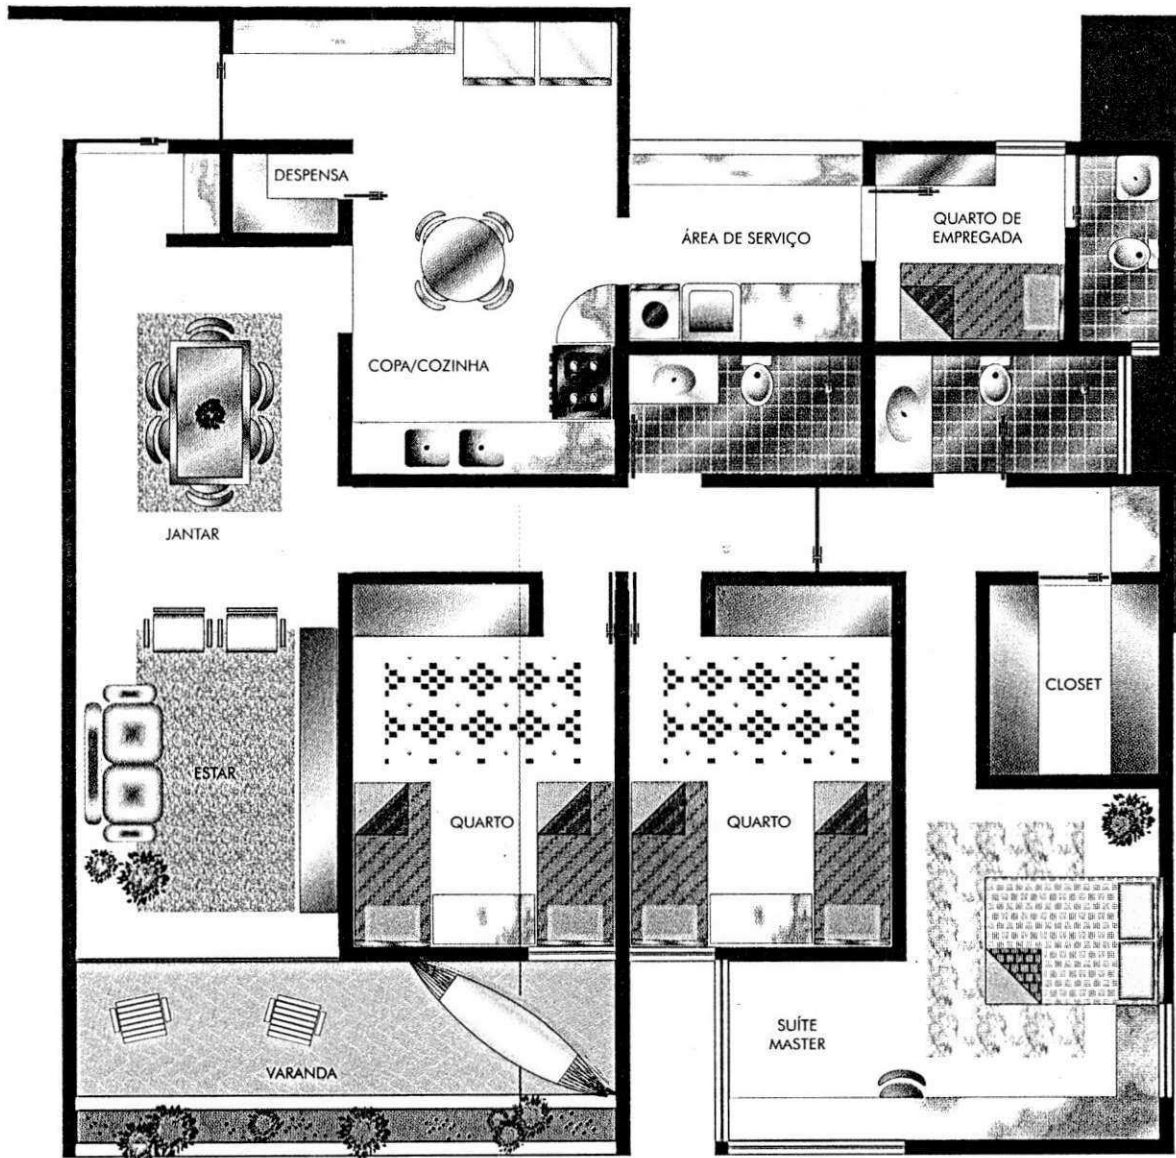 DESPENSA
ÁREA DE SERVIÇO
QUARTO DE
EMPREGADA
COPA/COZINHA
JANTAR
CLOSET
ESTAR
QUARTO
QUARTO
SUÍTE
MASTER
VARANDA